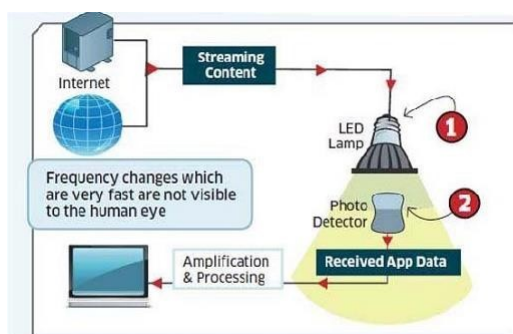 Streaming
Content
Internet
LED
Lamp
1
Frequency changes which
are very fast are not visible
to the human eye
Photo
Detector
2
Amplification
& Processing
Received App Data